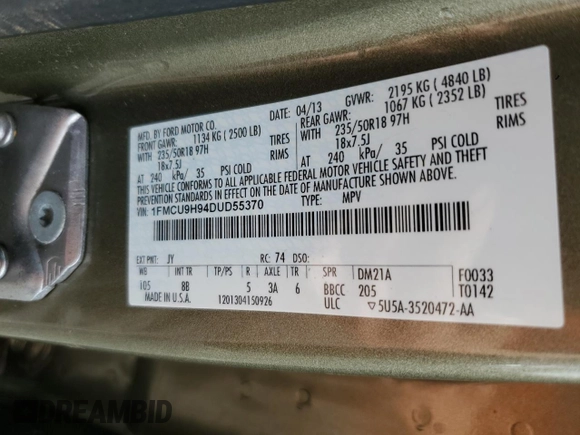 MFD. BY FORD MOTOR CO.
04/13 GVWR: 2195 KG ( 4840 LB)
FRONT GAWR: 1134 KG ( 2500 LB)
REAR GAWR: 1067 KG ( 2352 LB)
WITH 235/50R18 97H TIRES
WITH 235/50R18 97H TIRES
18x7.5J RIMS
18x7.5J RIMS
AT 240 kPa/ 35 PSI COLD
AT 240 kPa/ 35 PSI COLD
THIS VEHICLE CONFORMS TO ALL APPLICABLE FEDERAL MOTOR VEHICLE SAFETY AND THEFT
PREVENTION STANDARDS IN EFFECT ON THE DATE OF MANUFACTURE SHOWN ABOVE.
VIN: 1FMCU9H94DUD55370
TYPE: MPV
EXT PNT: JY RC: 74 DSO:
WB INT TR TP/PS R AXLE TR SPR DM21A F0033
105 8B 5 3A 6 BBCC 205 T0142
MADE IN U.S.A. 1201304150926 ULC ▽5U5A-3520472-AA
DREAMBID